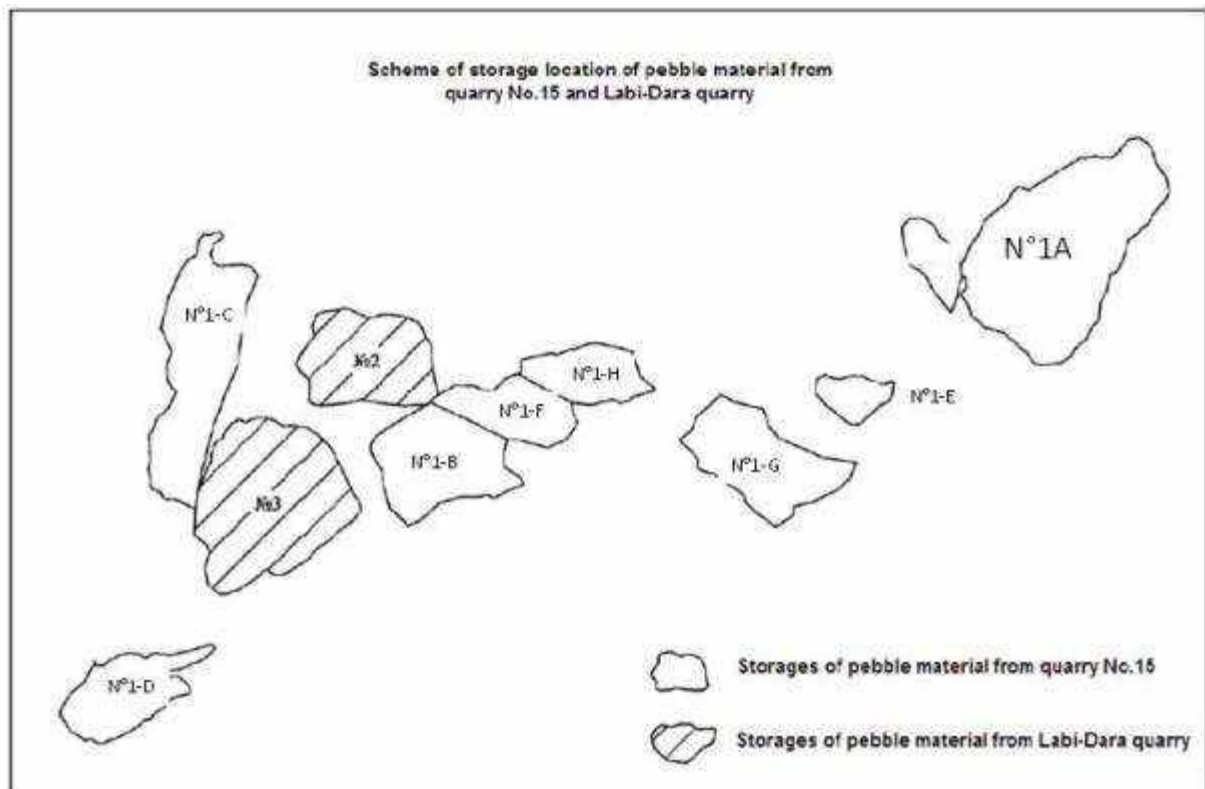 Scheme of storage location of pebble material from
quarry No.15 and Labi-Dara quarry
N°1A
N°1-C
№2
N°1-H
N°1-F
N°1-E
N°1-B
N°1-G
№3
N°1-D
Storages of pebble material from quarry No.15
Storages of pebble material from Labi-Dara quarry